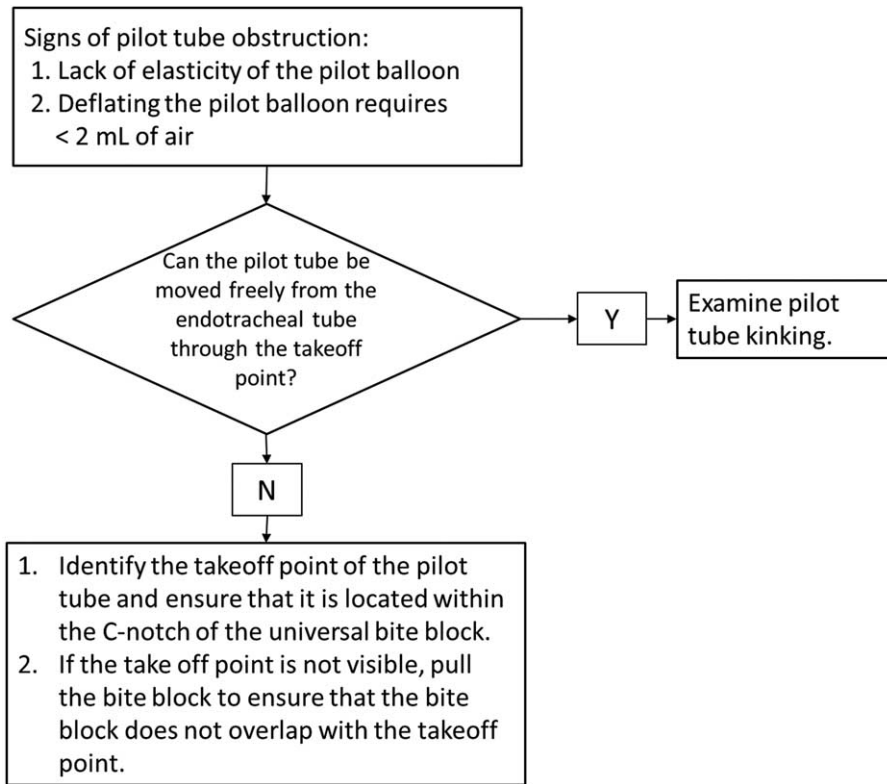 Signs of pilot tube obstruction:
1. Lack of elasticity of the pilot balloon
2. Deflating the pilot balloon requires
< 2 mL of air
Can the pilot tube be
moved freely from the
endotracheal tube
through the takeoff
point?
Y
Examine pilot
tube kinking.
N
1. Identify the takeoff point of the pilot
tube and ensure that it is located within
the C-notch of the universal bite block.
2. If the take off point is not visible, pull
the bite block to ensure that the bite
block does not overlap with the takeoff
point.